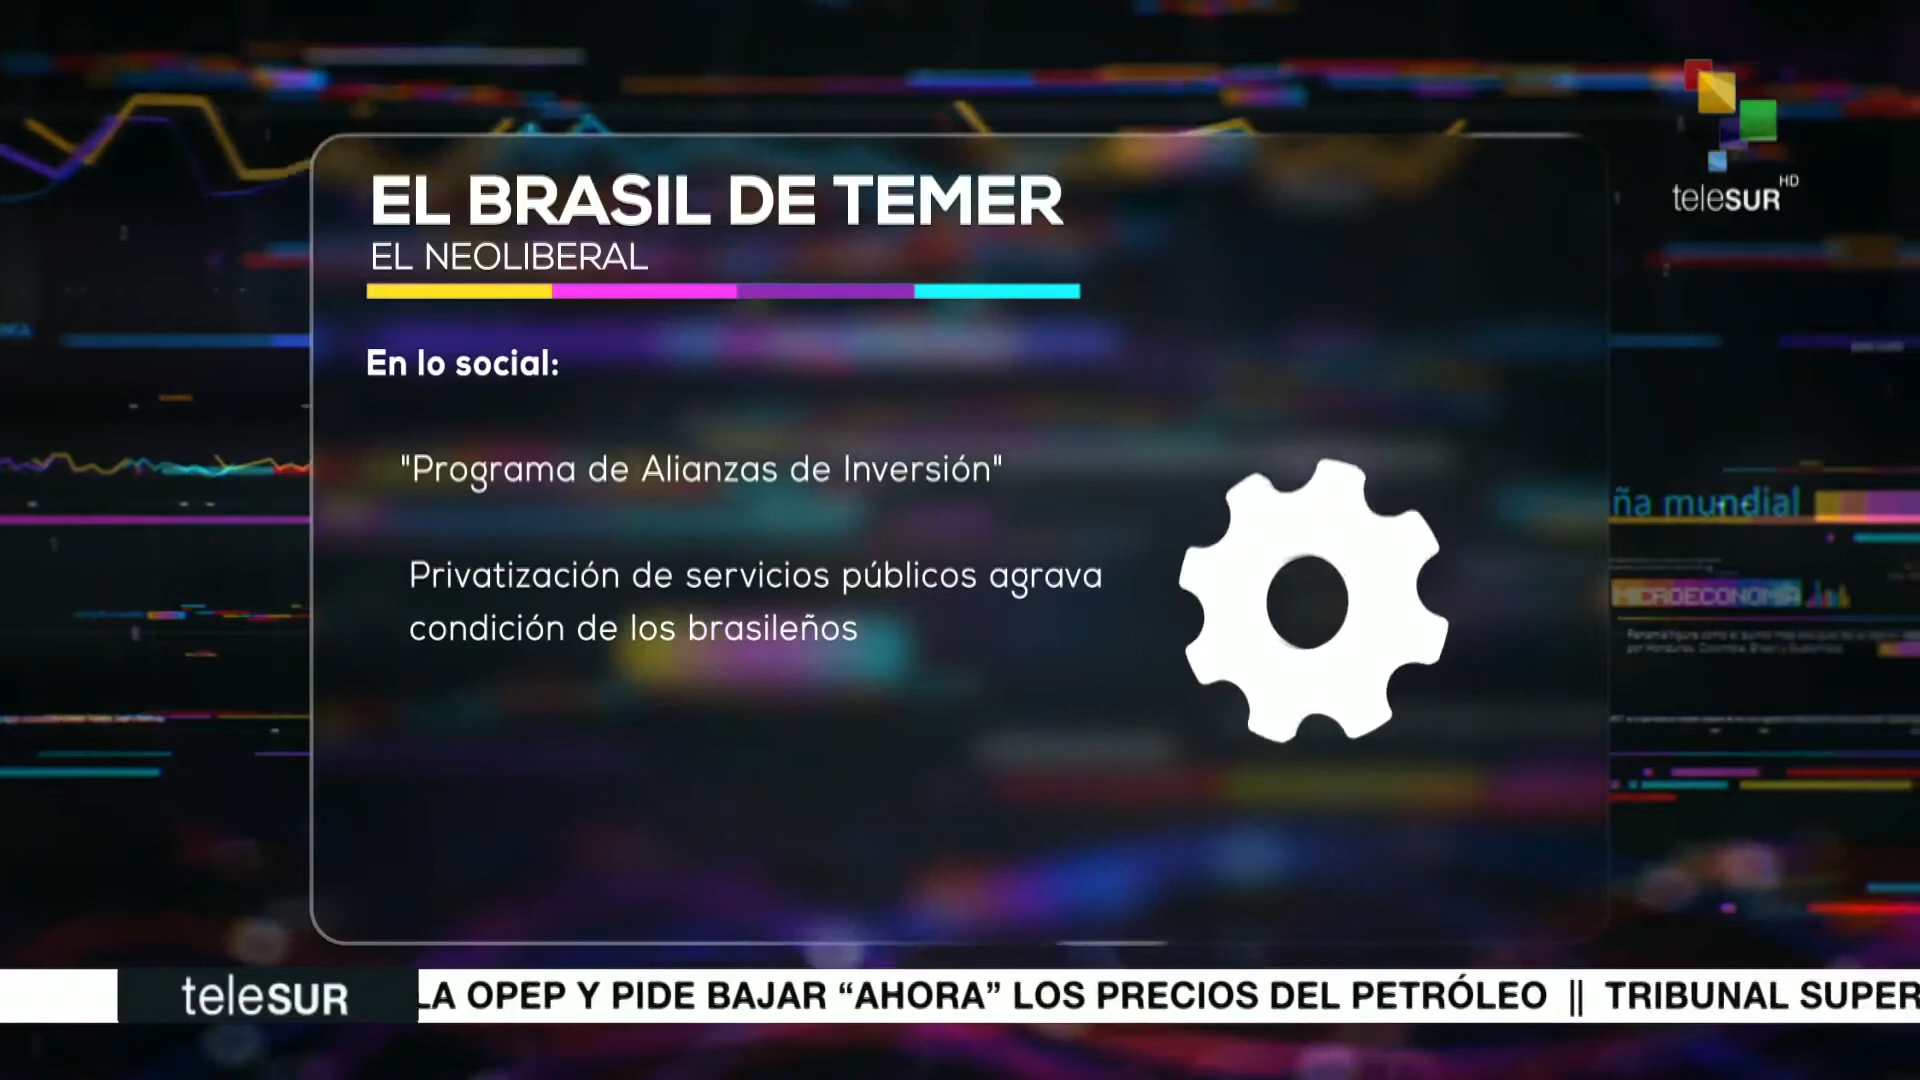 EL BRASIL DE TEMER
EL NEOLIBERAL
teleSUR HD
En lo social:
"Programa de Alianzas de Inversión"
Privatización de servicios públicos agrava
condición de los brasileños
ña mundial
MICROECONOMÍA
teleSUR
LA OPEP Y PIDE BAJAR “AHORA” LOS PRECIOS DEL PETRÓLEO || TRIBUNAL SUPER